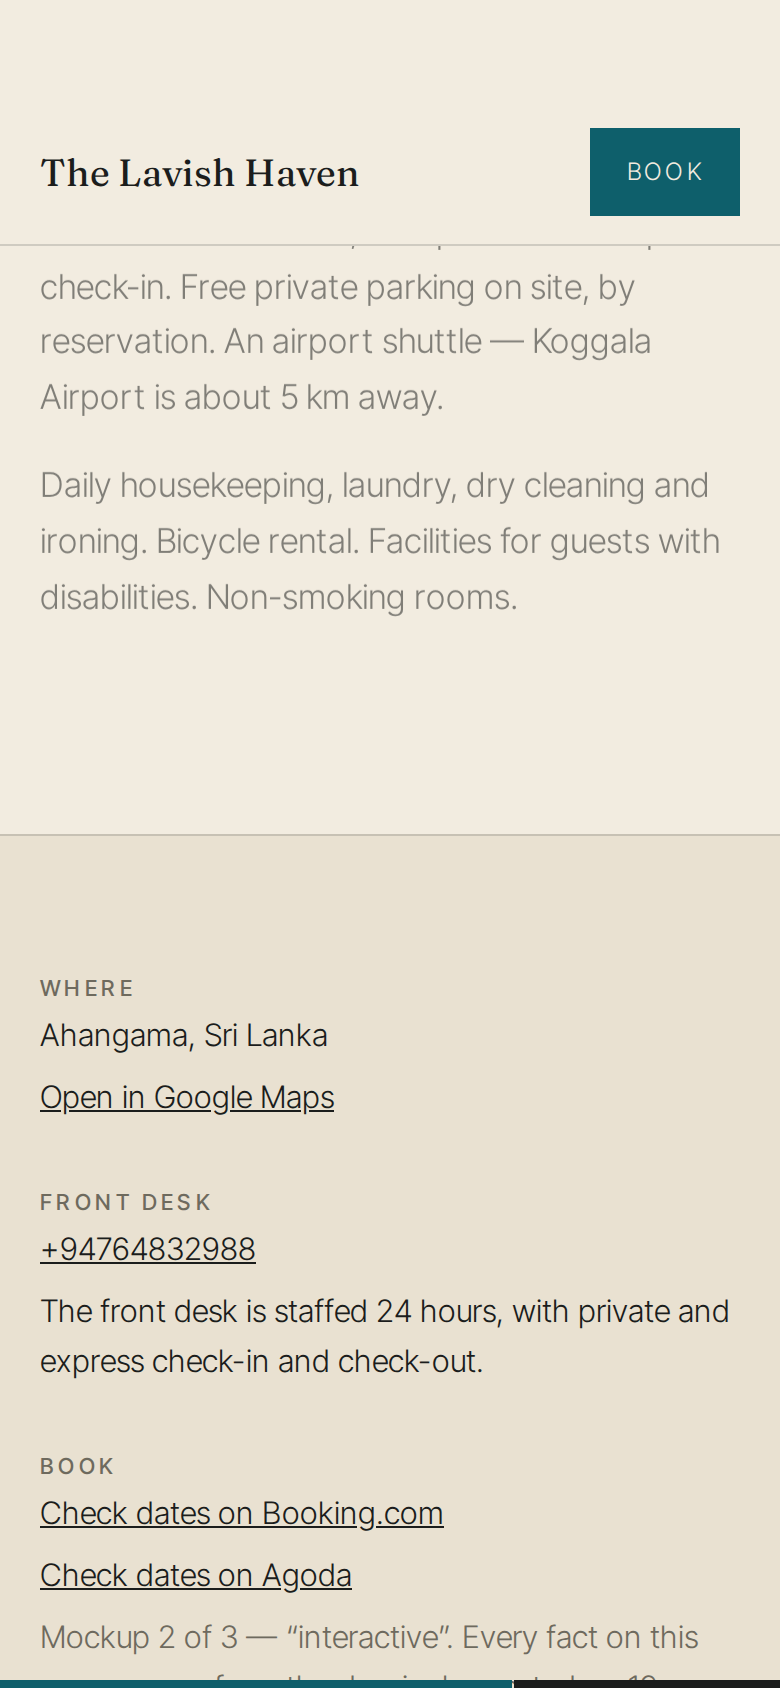 The Lavish Haven
BOOK
check-in. Free private parking on site, by
reservation. An airport shuttle — Koggala
Airport is about 5 km away.
Daily housekeeping, laundry, dry cleaning and
ironing. Bicycle rental. Facilities for guests with
disabilities. Non-smoking rooms.
WHERE
Ahangama, Sri Lanka
Open in Google Maps
FRONT DESK
+94764832988
The front desk is staffed 24 hours, with private and
express check-in and check-out.
BOOK
Check dates on Booking.com
Check dates on Agoda
Mockup 2 of 3 — “interactive”. Every fact on this